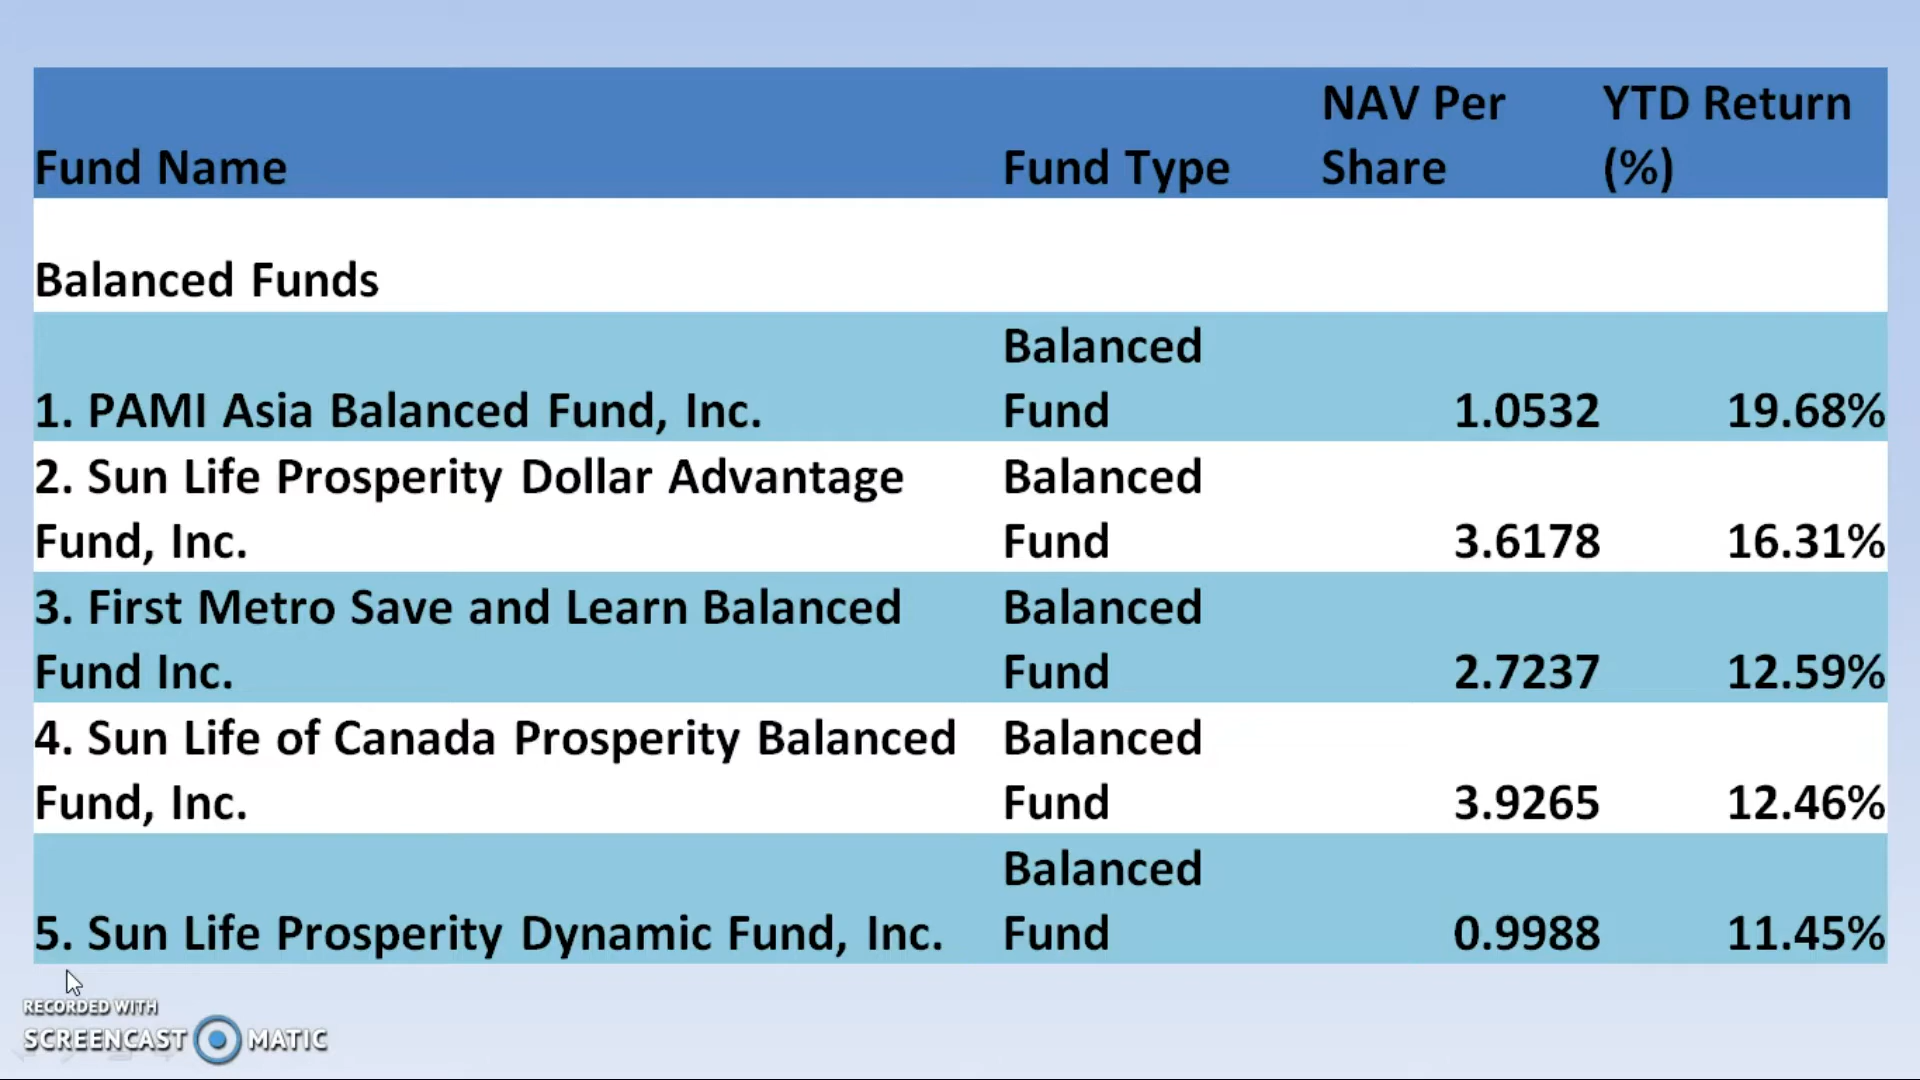 Fund Name Fund Type NAV Per Share YTD Return (%)
Balanced Funds
1. PAMI Asia Balanced Fund, Inc. Balanced Fund 1.0532 19.68%
2. Sun Life Prosperity Dollar Advantage Fund, Inc. Balanced Fund 3.6178 16.31%
3. First Metro Save and Learn Balanced Fund Inc. Balanced Fund 2.7237 12.59%
4. Sun Life of Canada Prosperity Balanced Fund, Inc. Balanced Fund 3.9265 12.46%
5. Sun Life Prosperity Dynamic Fund, Inc. Balanced Fund 0.9988 11.45%
RECORDED WITH
SCREENCAST MATIC